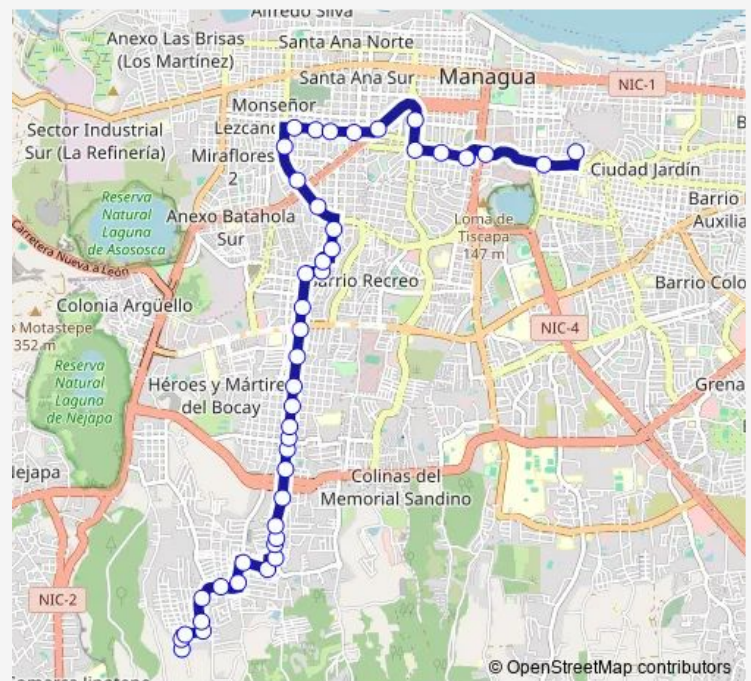 Alfredo Silva
Anexo Las Brisas
(Los Martínez)
Santa Ana Norte
Santa Ana Sur
Managua
NIC-1
Monseñor
Lezcano
Sector Industrial
Sur (La Refinería)
Miraflores
2
Ciudad Jardín
Reserva
Natural
Laguna
de Asososca
Anexo Batahola
Sur
Loma de
Tiscapa
147 m
Barrio
Auxilia
Carretera Nueva a León
Barrio Recreo
Barrio Colo
Colonia Argüello
o Motastepe
352 m
NIC-4
Reserva
Natural
Laguna
de Nejapa
Héroes y Mártire
del Bocay
Grena
Nejapa
Colinas del
Memorial Sandino
NIC-2
© OpenStreetMap contributors